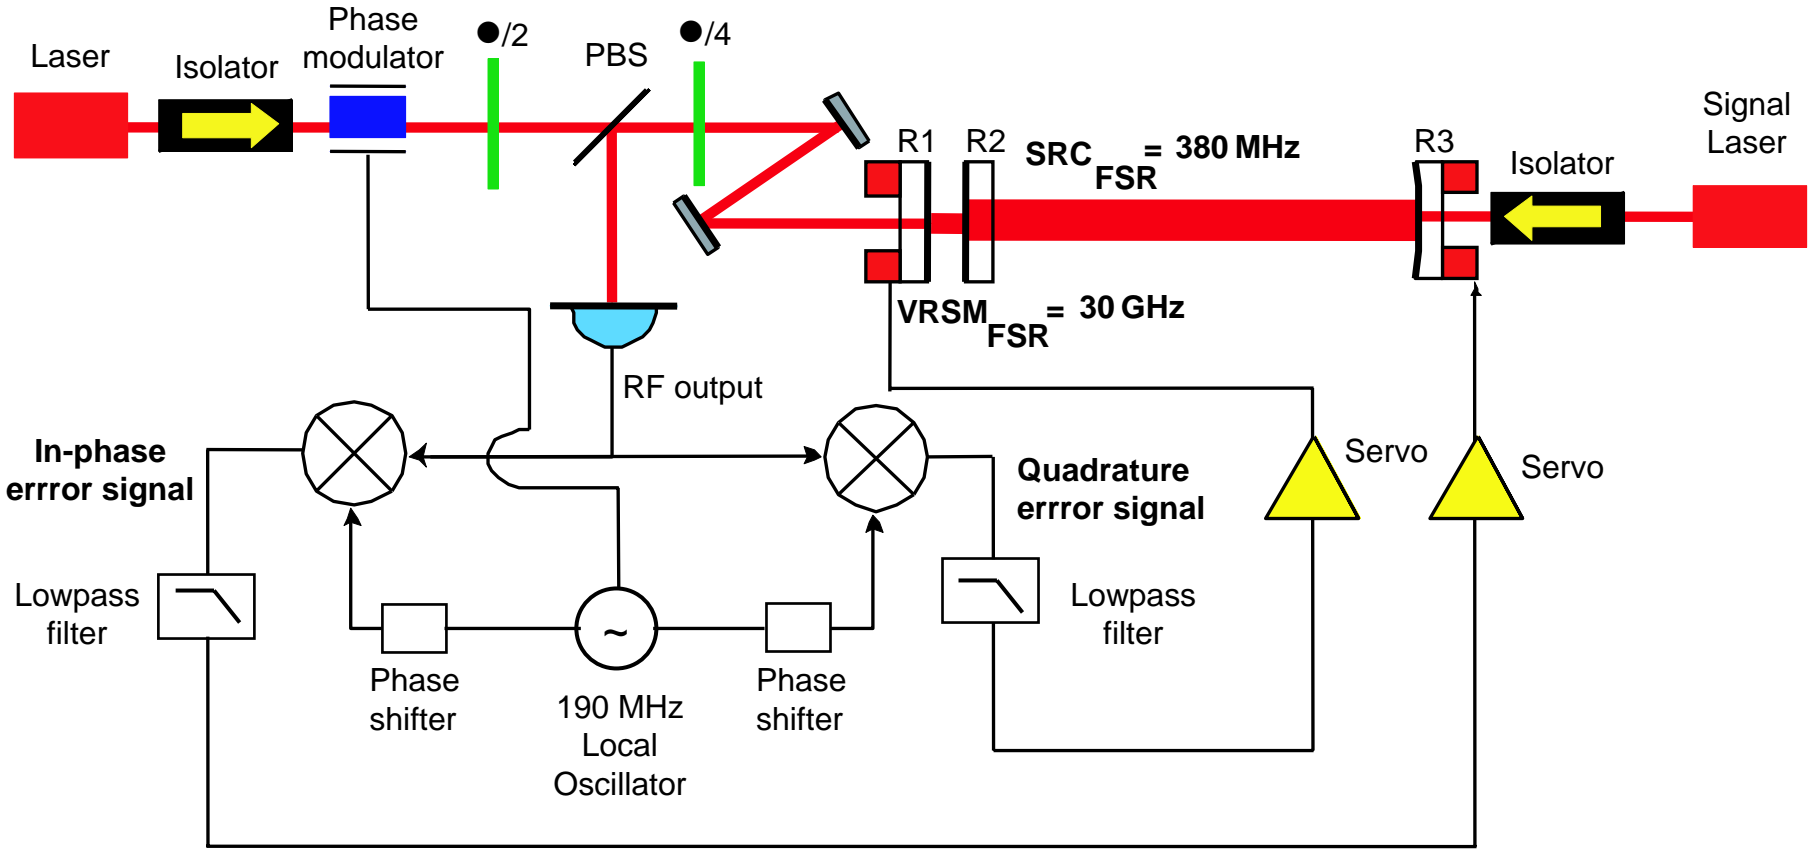 Laser
Isolator
Phase
modulator
●/2
PBS
●/4
R1
R2
SRC FSR = 380 MHz
R3
Isolator
Signal
Laser
VRSM FSR = 30 GHz
RF output
In-phase
errror signal
Quadrature
errror signal
Servo
Servo
Lowpass
filter
~
Lowpass
filter
Phase
shifter
190 MHz
Local
Oscillator
Phase
shifter